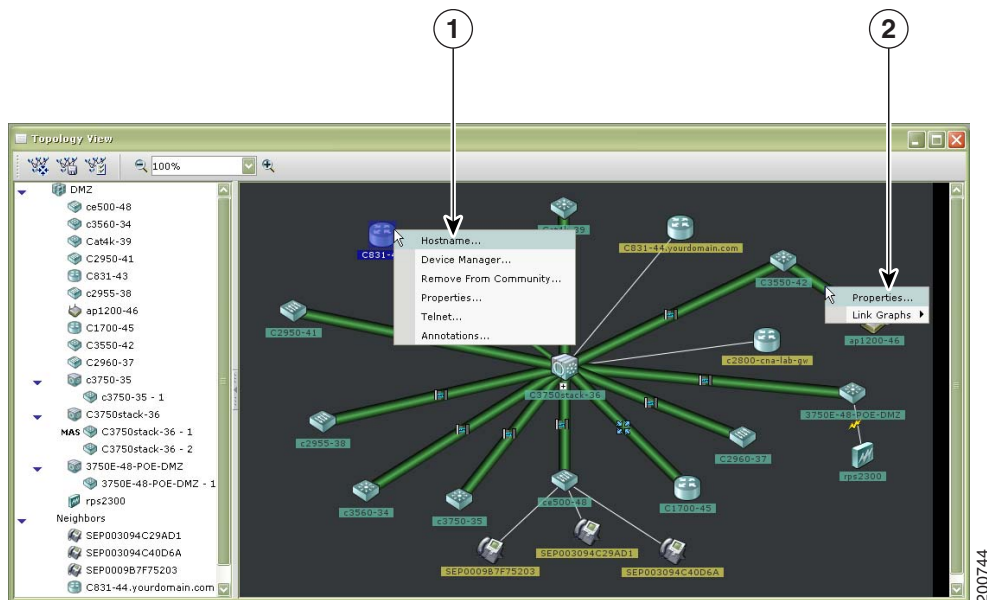 1
2
Topology View
100%
DMZ
ce500-48
c3560-34
Cat4k-39
C2950-41
C831-43
c2955-38
ap1200-46
C1700-45
C3550-42
C2960-37
c3750-35
c3750-35 - 1
C3750stack-36
MAS C3750stack-36 - 1
C3750stack-36 - 2
3750E-48-POE-DMZ
3750E-48-POE-DMZ - 1
rps2300
Neighbors
SEP003094C29AD1
SEP003094C40D6A
SEP0009B7F75203
C831-44.yourdomain.com
C831-4
Hostname...
Device Manager...
Remove From Community...
Properties...
Telnet...
Annotations...
Cat4k-39
C831-44.yourdomain.com
C3550-42
Properties...
Link Graphs
ap1200-46
C2950-41
c2800-cna-lab-gw
C3750stack-36
3750E-48-POE-DMZ
c2955-38
C2960-37
rps2300
c3560-34
c3750-35
ce500-48
C1700-45
SEP003094C29AD1
SEP0009B7F75203
SEP003094C40D6A
200744